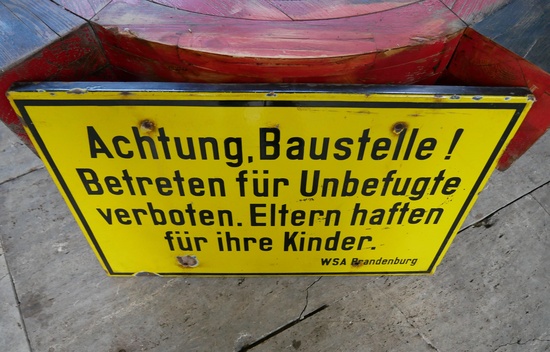 Achtung, Baustelle !
Betreten für Unbefugte
verboten. Eltern haften
für ihre Kinder.
WSA Brandenburg